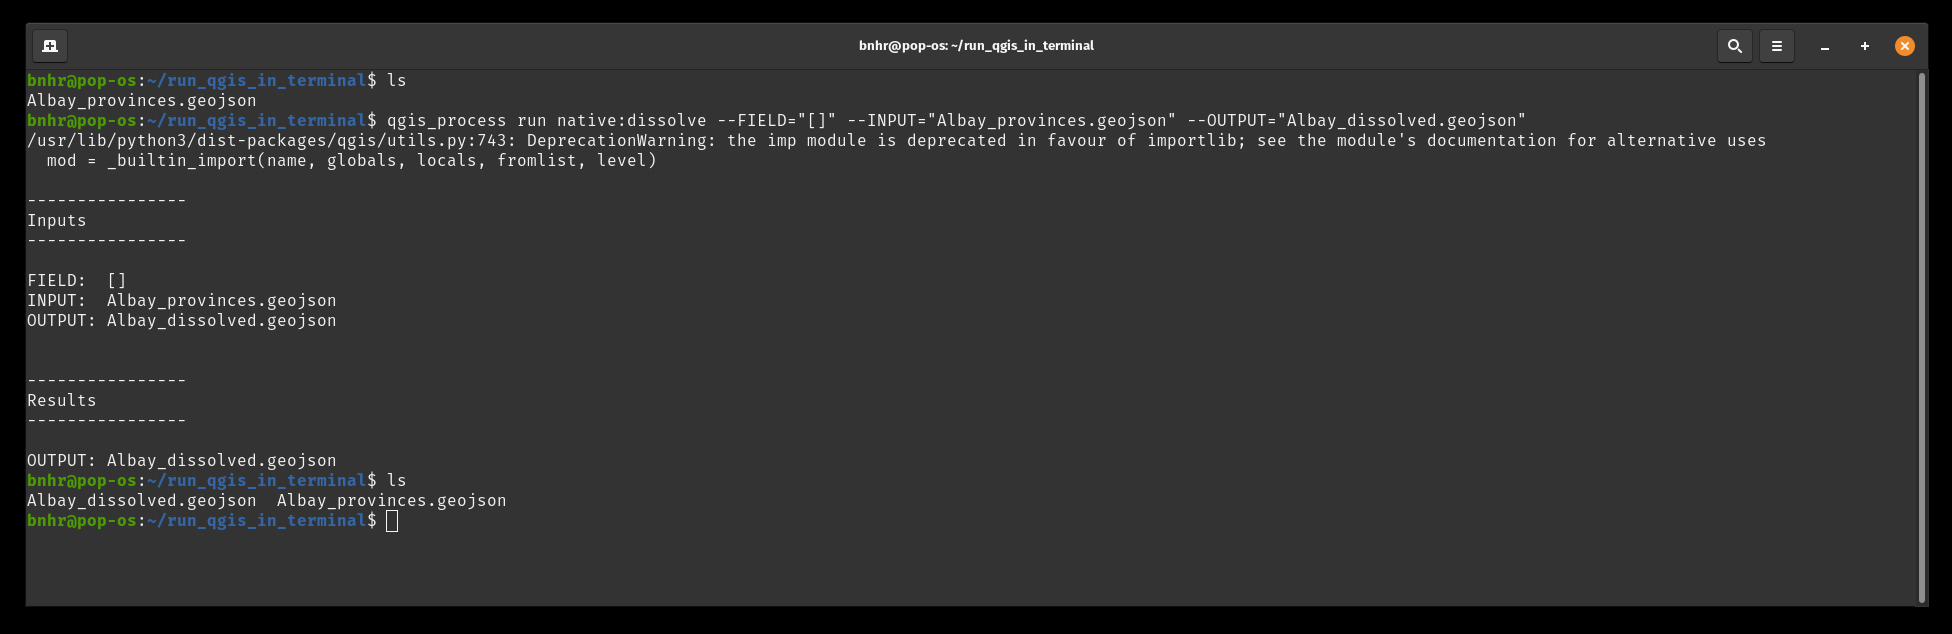 bnhr@pop-os: ~/run_qgis_in_terminal
bnhr@pop-os:~/run_qgis_in_terminal$ ls
Albay_provinces.geojson
bnhr@pop-os:~/run_qgis_in_terminal$ qgis_process run native:dissolve --FIELD="[]" --INPUT="Albay_provinces.geojson" --OUTPUT="Albay_dissolved.geojson"
/usr/lib/python3/dist-packages/qgis/utils.py:743: DeprecationWarning: the imp module is deprecated in favour of importlib; see the module's documentation for alternative uses
  mod = _builtin_import(name, globals, locals, fromlist, level)
----------------
Inputs
----------------
FIELD:  []
INPUT:  Albay_provinces.geojson
OUTPUT: Albay_dissolved.geojson
----------------
Results
----------------
OUTPUT: Albay_dissolved.geojson
bnhr@pop-os:~/run_qgis_in_terminal$ ls
Albay_dissolved.geojson  Albay_provinces.geojson
bnhr@pop-os:~/run_qgis_in_terminal$